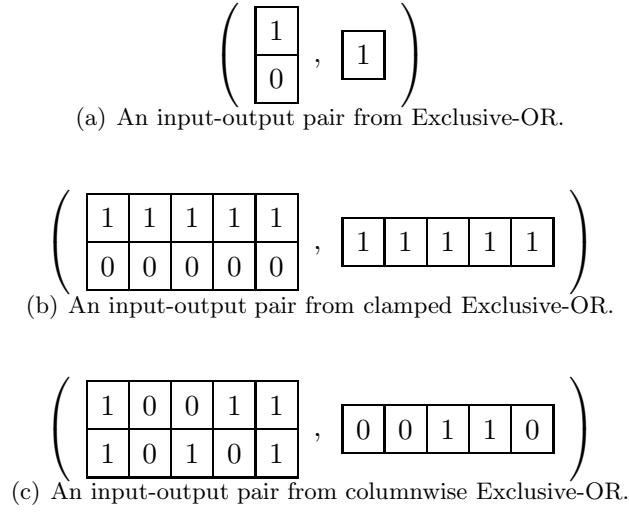 ( 1 0 , 1 )
(a) An input-output pair from Exclusive-OR.
( 1 1 1 1 1
0 0 0 0 0 , 1 1 1 1 1 )
(b) An input-output pair from clamped Exclusive-OR.
( 1 0 0 1 1
1 0 1 0 1 , 0 0 1 1 0 )
(c) An input-output pair from columnwise Exclusive-OR.